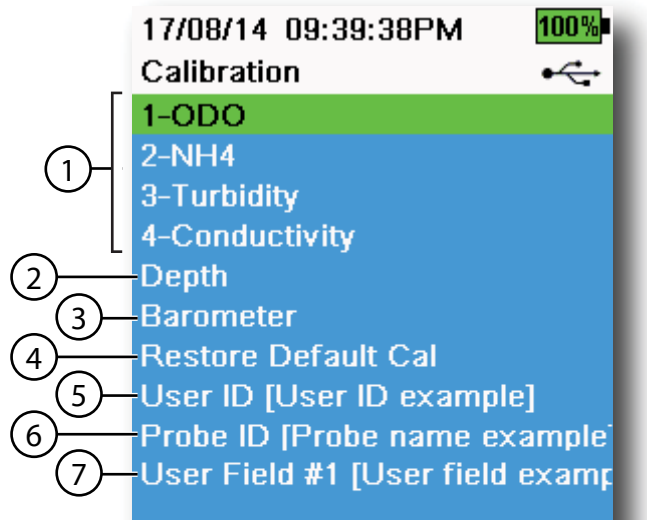 17/08/14 09:39:38PM 100%
Calibration
1-ODO
2-NH4
3-Turbidity
4-Conductivity
1
2 Depth
3 Barometer
4 Restore Default Cal
5 User ID [User ID example]
6 Probe ID [Probe name example
7 User Field #1 [User field examp